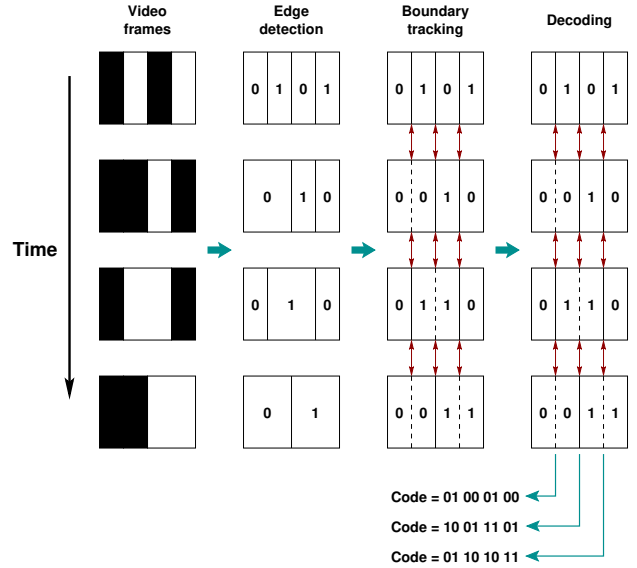 Video
frames
Edge
detection
Boundary
tracking
Decoding
0 1 0 1
0 1 0 1
0 1 0 1
0 1 0
0 0 1 0
0 0 1 0
Time
0 1 0
0 1 1 0
0 1 1 0
0 1
0 0 1 1
0 0 1 1
Code = 01 00 01 00
Code = 10 01 11 01
Code = 01 10 10 11